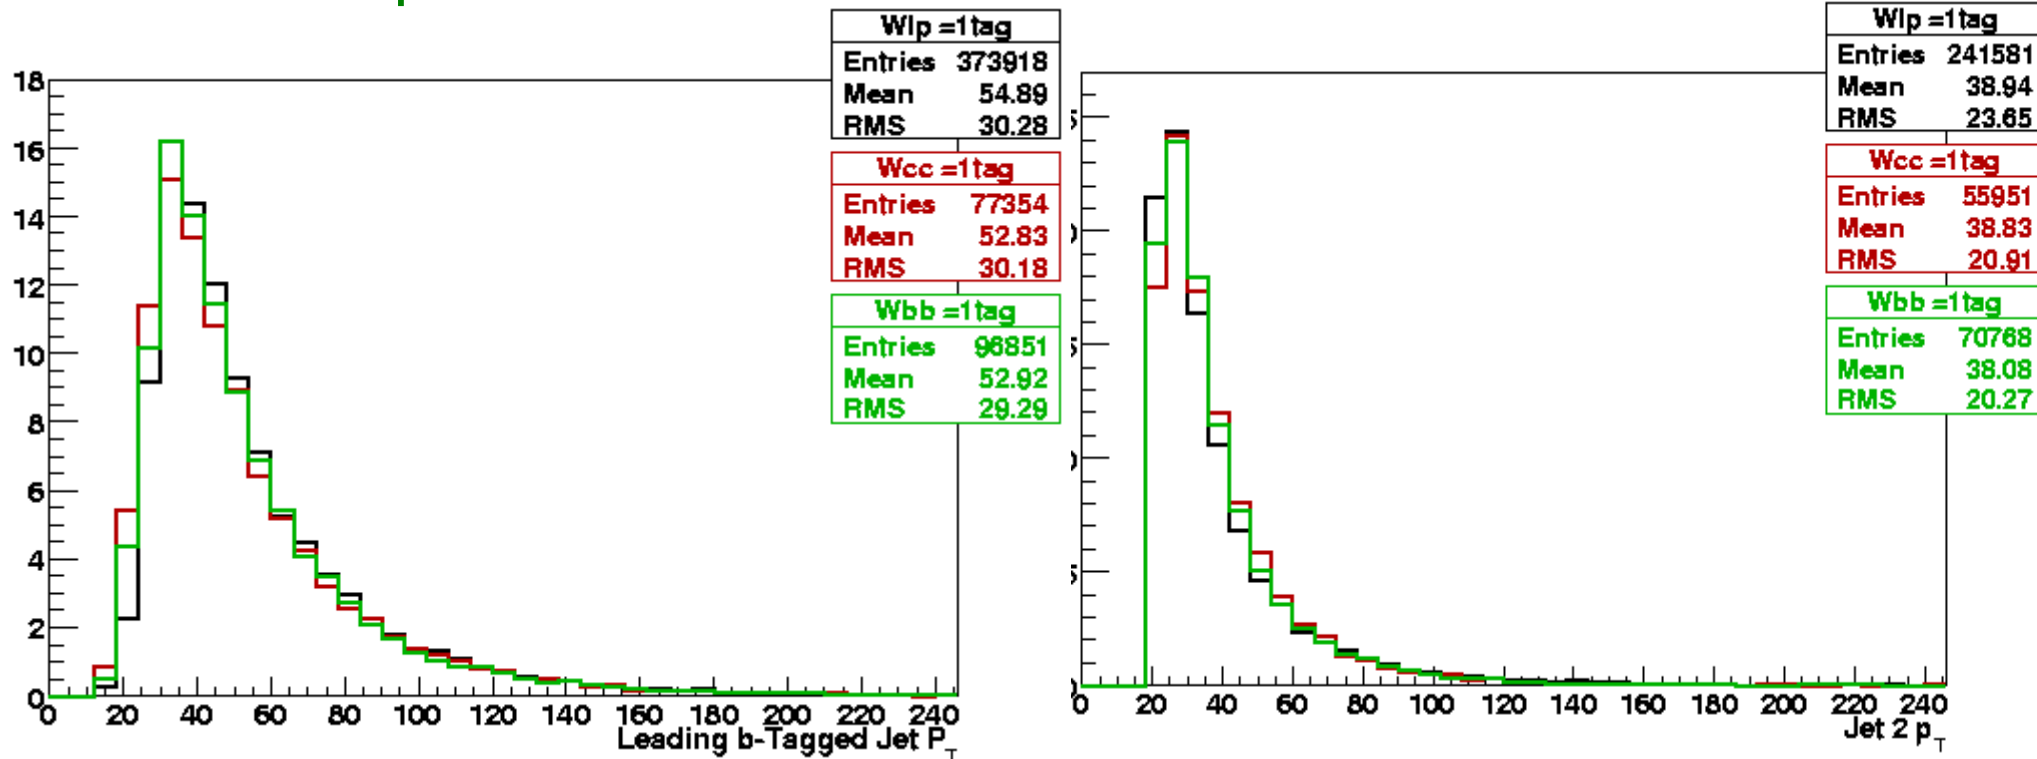 Wlp =1tag
Entries 373918
Mean 54.89
RMS 30.28
Wcc =1tag
Entries 77354
Mean 52.83
RMS 30.18
Wbb =1tag
Entries 96851
Mean 52.92
RMS 29.29
18
16
14
12
10
8
6
4
2
0
0 20 40 60 80 100 120 140 160 180 200 220 240
Leading b-Tagged Jet P_T
Wlp =1tag
Entries 241581
Mean 38.94
RMS 23.65
Wcc =1tag
Entries 55951
Mean 38.83
RMS 20.91
Wbb =1tag
Entries 70768
Mean 38.08
RMS 20.27
0 20 40 60 80 100 120 140 160 180 200 220 240
Jet 2 p_T